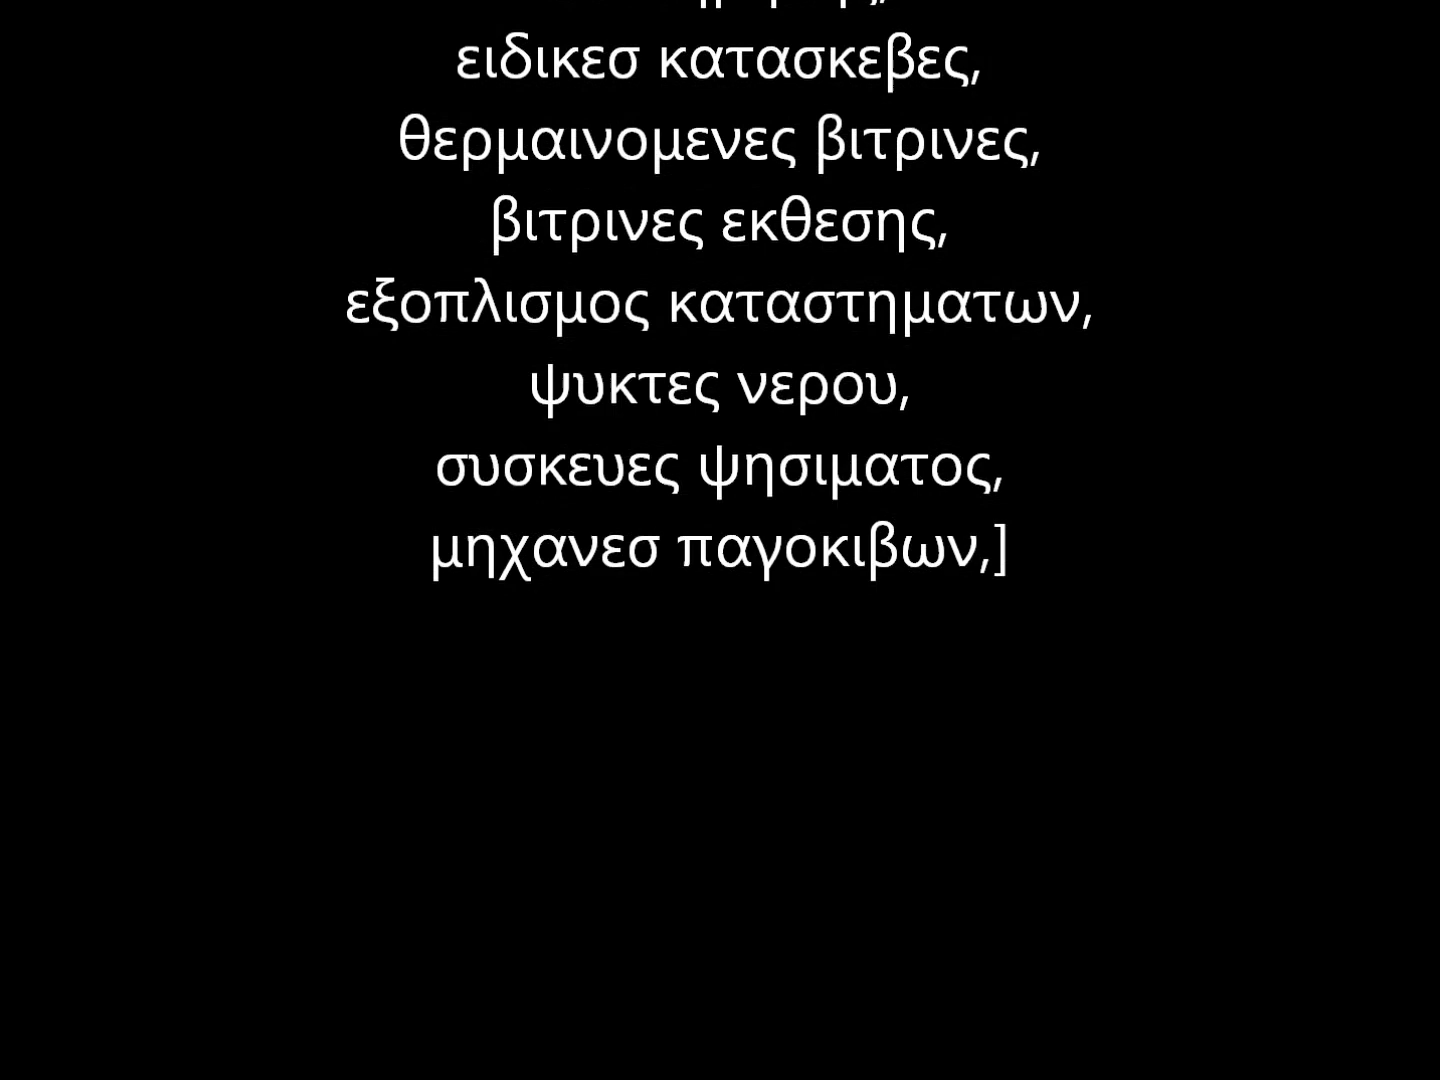 ειδικεσ κατασκεβες,
θερμαινομενες βιτρινες,
βιτρινες εκθεσης,
εξοπλισμος καταστηματων,
ψυκτες νερου,
συσκευες ψησιματος,
μηχανεσ παγοκιβων,]